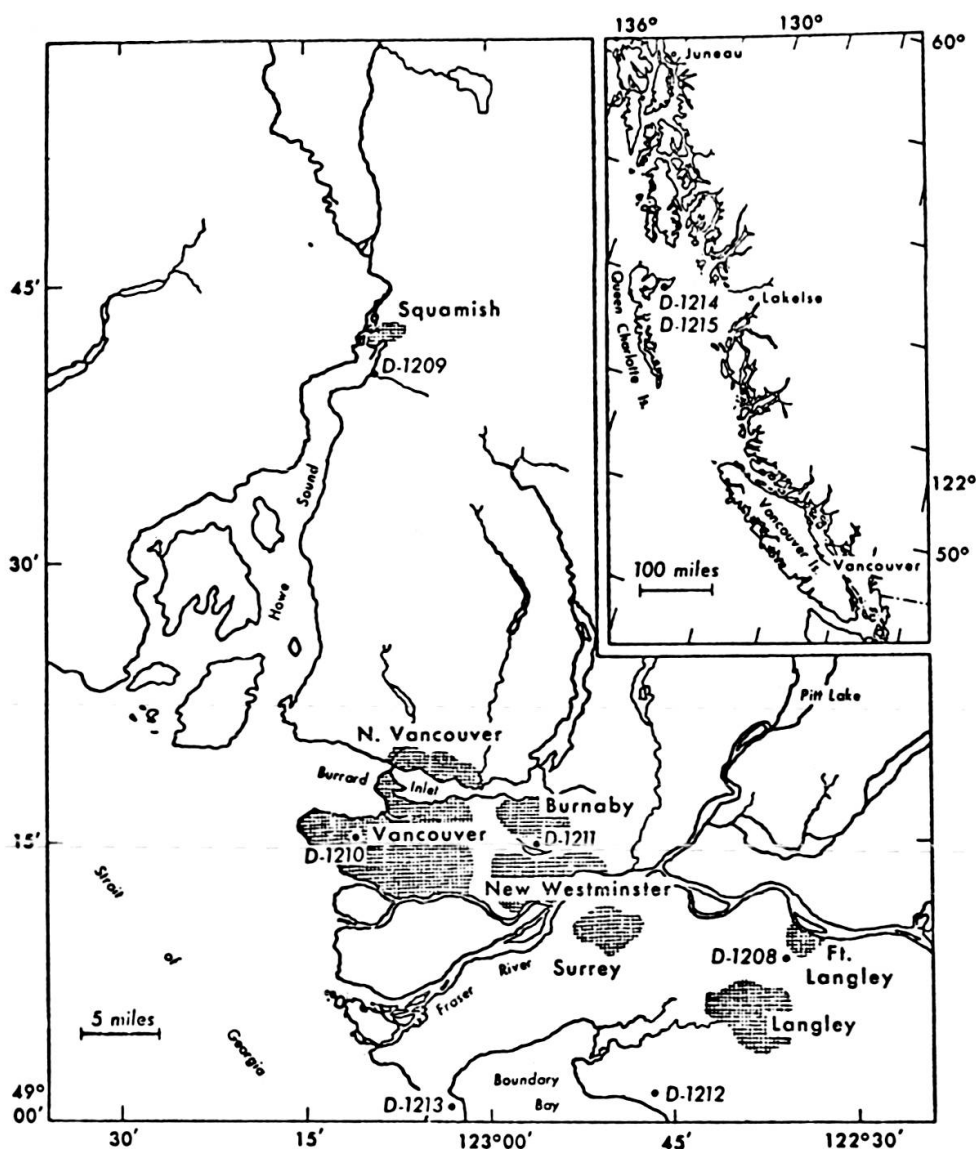 136°
130°
60°
Juneau
45'
Squamish
D-1209
Queen Charlotte Is.
D-1214
D-1215
Lakelse
122°
50°
Vancouver Is.
Vancouver
100 miles
30'
Howe Sound
Pitt Lake
N. Vancouver
Burrard Inlet
Burnaby
15'
Vancouver
D-1210
D-1211
New Westminster
Strait of Georgia
Surrey
D-1208
Ft.
Langley
Fraser River
5 miles
Langley
49°
00'
D-1213
Boundary
Bay
D-1212
30'
15'
123°00'
45'
122°30'